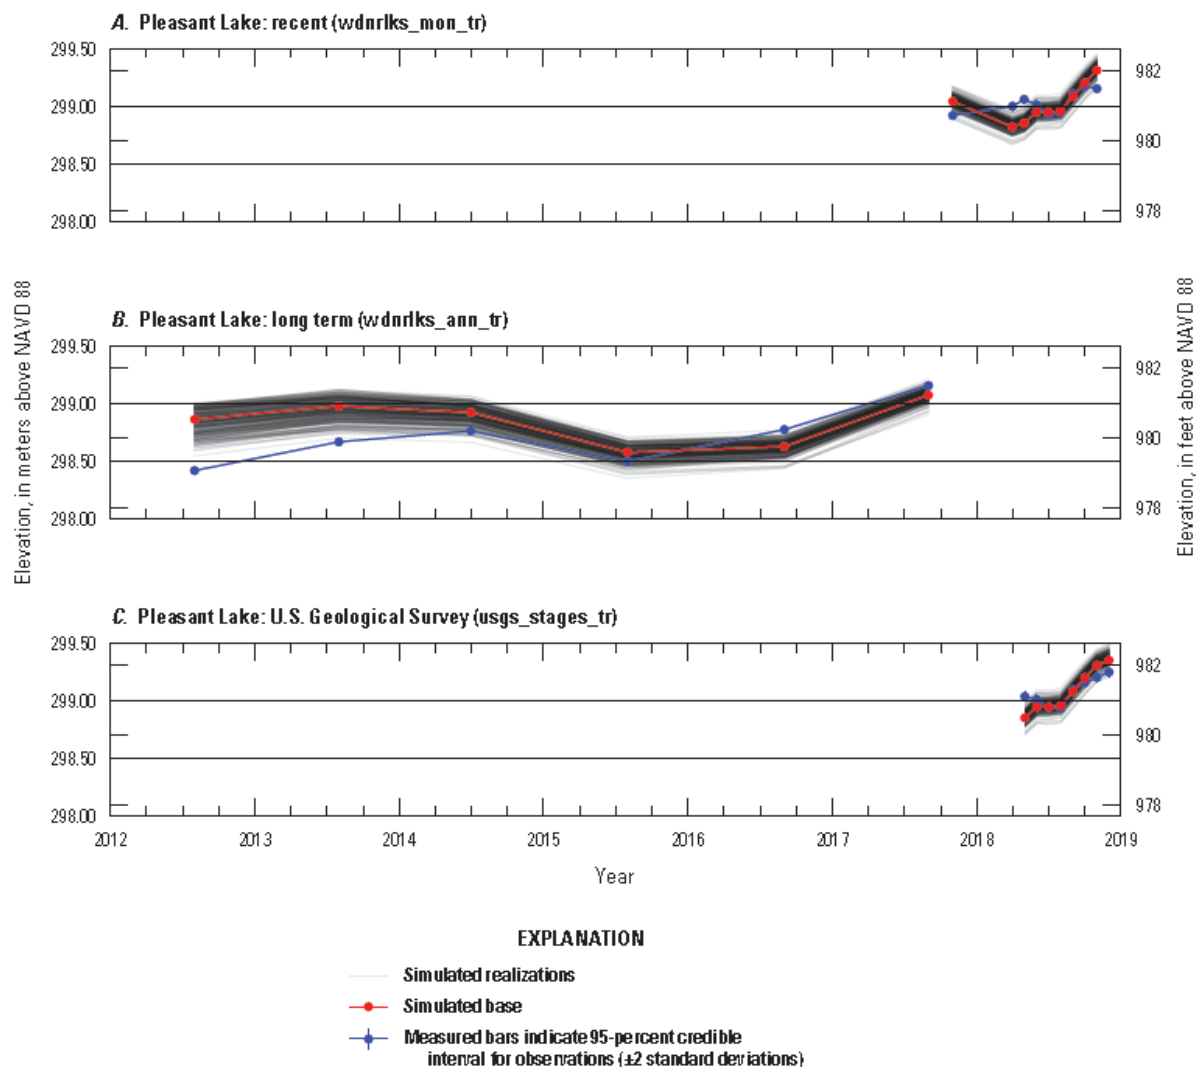 A. Pleasant Lake: recent (wdnrlks_mon_tr)
299.50
299.00
298.50
298.00
982
980
978
B. Pleasant Lake: long term (wdnrlks_ann_tr)
299.50
299.00
298.50
298.00
982
980
978
Elevation, in meters above NAVD 88
Elevation, in feet above NAVD 88
C. Pleasant Lake: U.S. Geological Survey (usgs_stages_tr)
299.50
299.00
298.50
298.00
982
980
978
2012 2013 2014 2015 2016 2017 2018 2019
Year
EXPLANATION
Simulated realizations
Simulated base
Measured bars indicate 95-percent credible
interval for observations (±2 standard deviations)